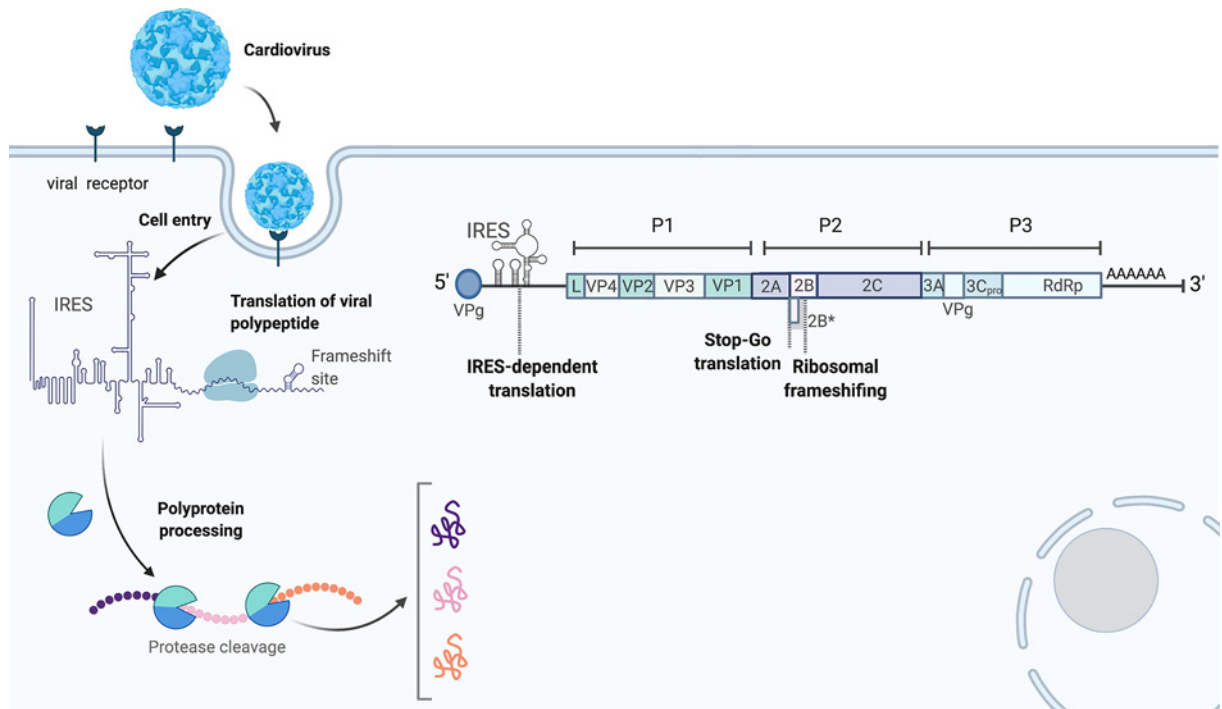 Cardiovirus
viral receptor
Cell entry
IRES
Translation of viral
polypeptide
Frameshift
site
Polyprotein
processing
Protease cleavage
P1 P2 P3
IRES
5' VPg L VP4 VP2 VP3 VP1 2A 2B 2C 3A VPg 3Cpro RdRp AAAAAA 3'
2B*
IRES-dependent
translation
Stop-Go
translation
Ribosomal
frameshifing